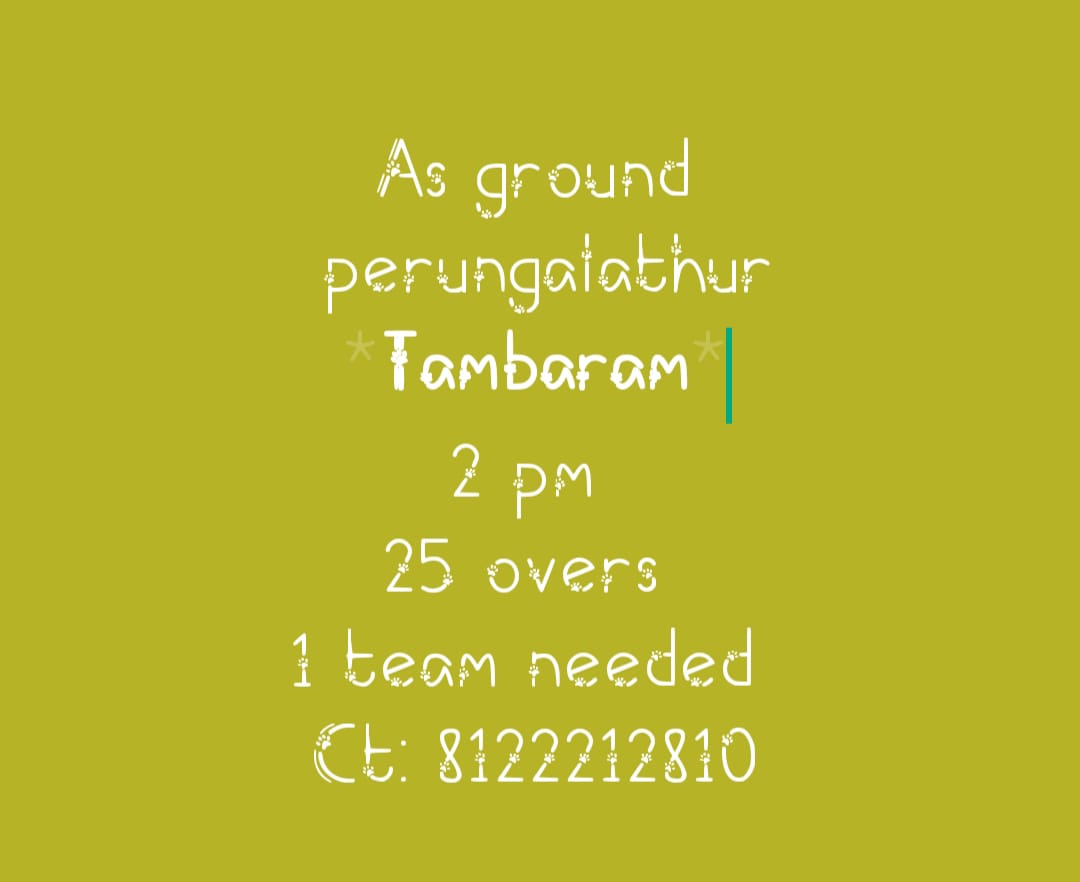 As ground
perungalathur
*Tambaram*
2 pm
25 overs
1 team needed
Ct: 8122212810